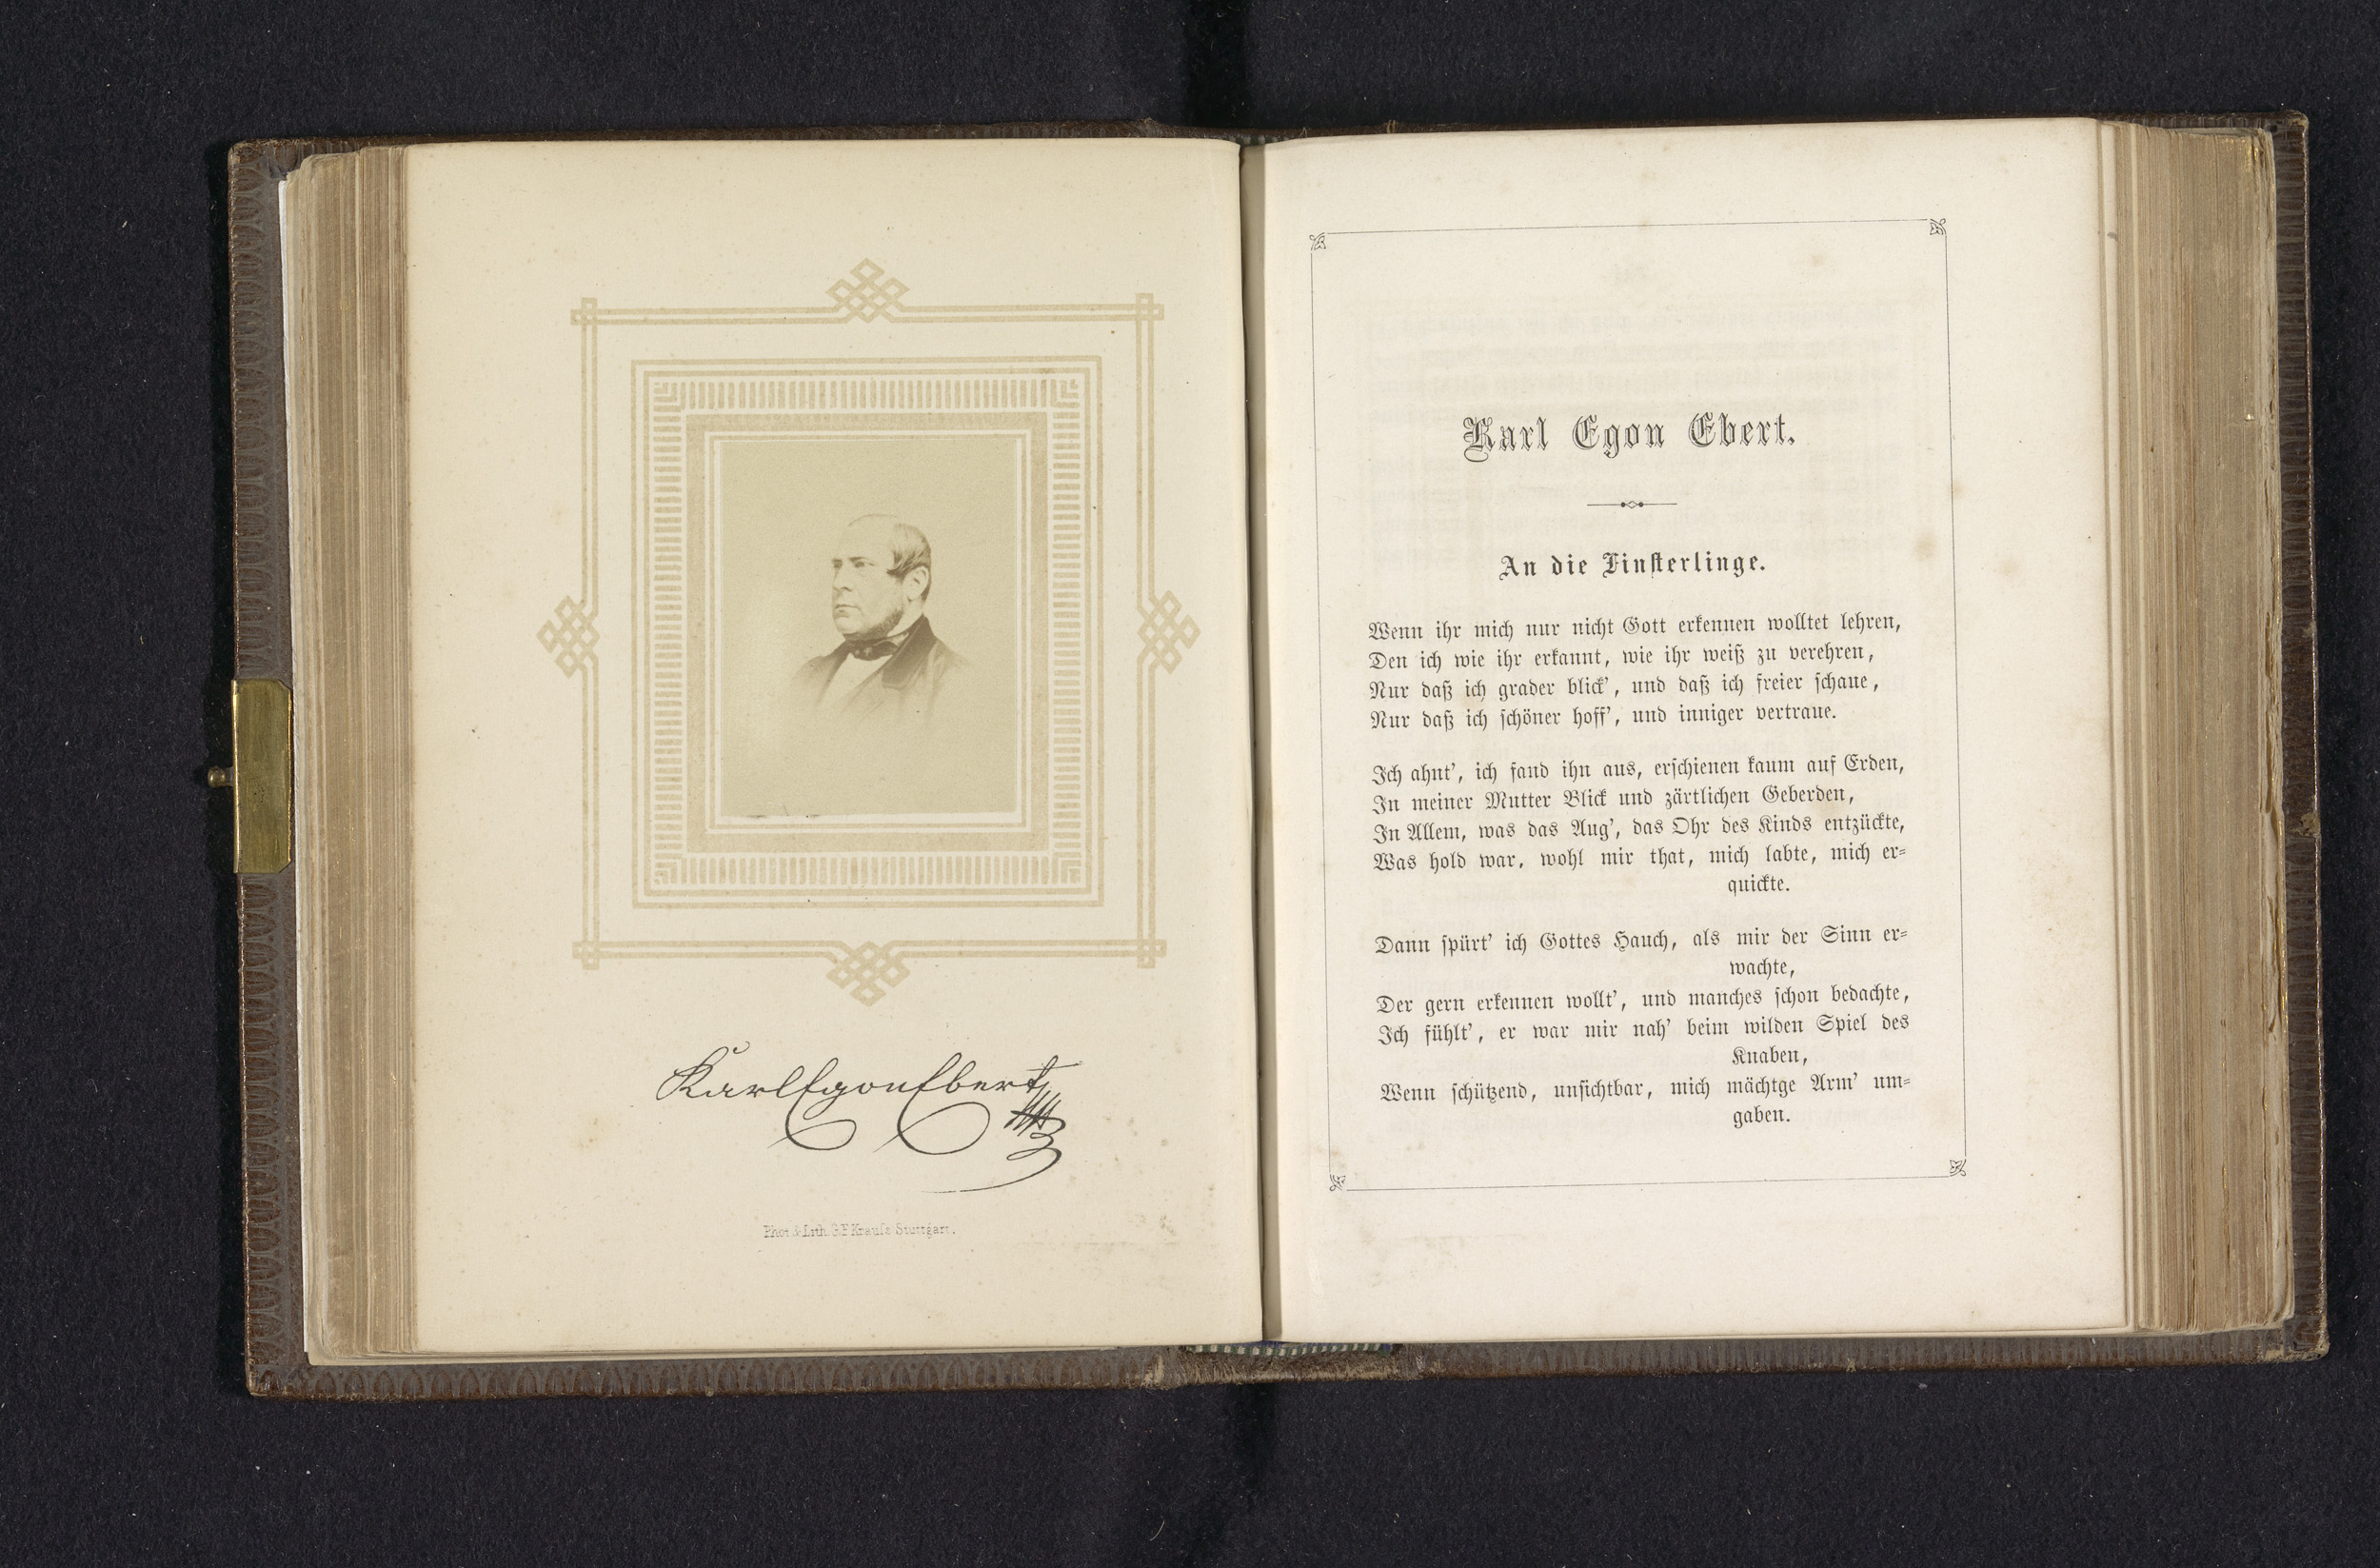 Karl Egon Ebert
Phot. & Lith. G.F. Krauſs Stuttgart.
Karl Egon Ebert.
An die Finſterlinge.
Wenn ihr mich nur nicht Gott erkennen wolltet lehren,
Den ich wie ihr erkannt, wie ihr weiß zu verehren,
Nur daß ich grader blick’, und daß ich freier ſchaue,
Nur daß ich ſchöner hoff’, und inniger vertraue.
Ich ahnt’, ich fand ihn aus, erſchienen kaum auf Erden,
In meiner Mutter Blick und zärtlichen Geberden,
In Allem, was das Aug’, das Ohr des Kinds entzückte,
Was hold war, wohl mir that, mich labte, mich er-
quickte.
Dann ſpürt’ ich Gottes Hauch, als mir der Sinn er-
wachte,
Der gern erkennen wollt’, und manches ſchon bedachte,
Ich fühlt’, er war mir nah’ beim wilden Spiel des
Knaben,
Wenn ſchützend, unſichtbar, mich mächtge Arm’ um-
gaben.